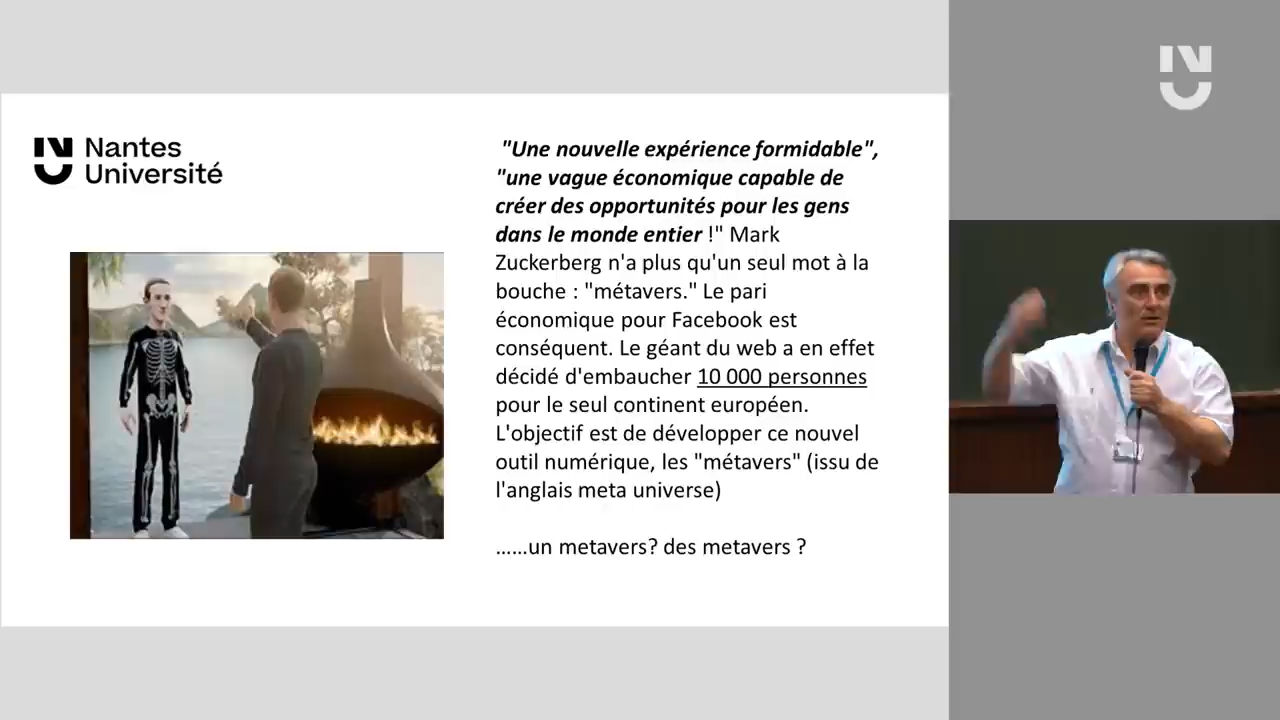 Nantes
Université
"Une nouvelle expérience formidable",
"une vague économique capable de
créer des opportunités pour les gens
dans le monde entier !" Mark
Zuckerberg n'a plus qu'un seul mot à la
bouche : "métavers." Le pari
économique pour Facebook est
conséquent. Le géant du web a en effet
décidé d'embaucher 10 000 personnes
pour le seul continent européen.
L'objectif est de développer ce nouvel
outil numérique, les "métavers" (issu de
l'anglais meta universe)
......un metavers? des metavers ?